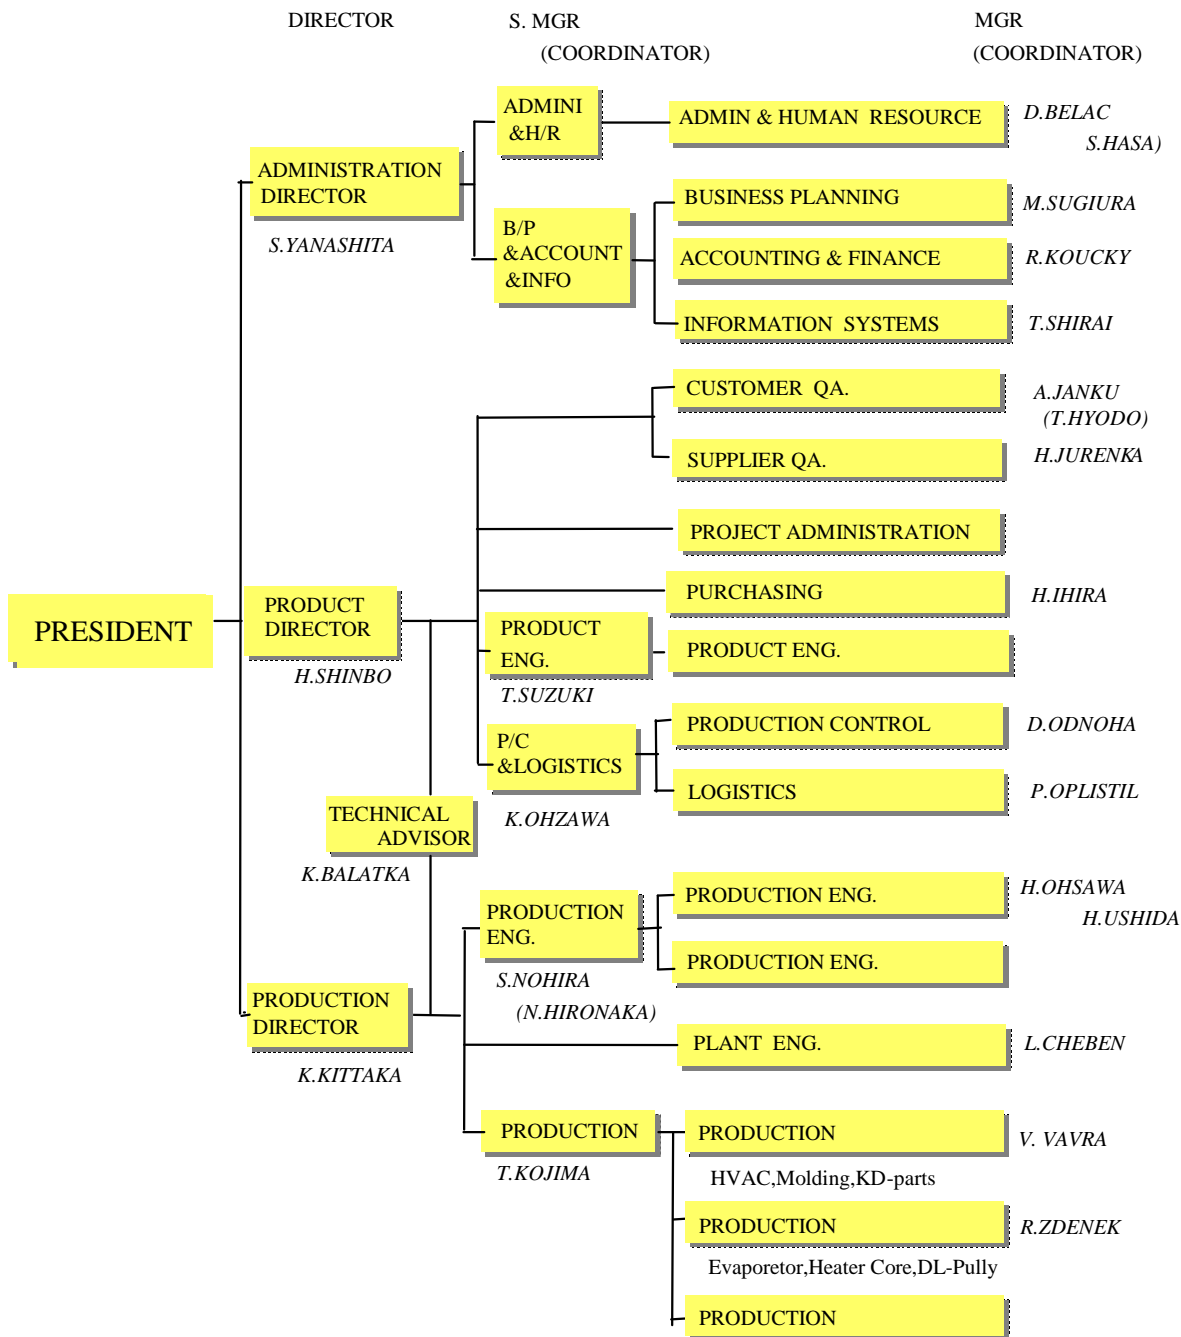 DIRECTOR
S. MGR
(COORDINATOR)
MGR
(COORDINATOR)
ADMINI
&H/R
ADMIN & HUMAN RESOURCE
D.BELAC
S.HASA)
ADMINISTRATION
DIRECTOR
S.YANASHITA
B/P
&ACCOUNT
&INFO
BUSINESS PLANNING
M.SUGIURA
ACCOUNTING & FINANCE
R.KOUCKY
INFORMATION SYSTEMS
T.SHIRAI
CUSTOMER QA.
A.JANKU
(T.HYODO)
SUPPLIER QA.
H.JURENKA
PROJECT ADMINISTRATION
PRESIDENT
PRODUCT
DIRECTOR
H.SHINBO
PURCHASING
H.IHIRA
PRODUCT
ENG.
T.SUZUKI
PRODUCT ENG.
P/C
&LOGISTICS
K.OHZAWA
PRODUCTION CONTROL
D.ODNOHA
LOGISTICS
P.OPLISTIL
TECHNICAL
ADVISOR
K.BALATKA
PRODUCTION
ENG.
S.NOHIRA
(N.HIRONAKA)
PRODUCTION ENG.
H.OHSAWA
H.USHIDA
PRODUCTION ENG.
PRODUCTION
DIRECTOR
K.KITTAKA
PLANT ENG.
L.CHEBEN
PRODUCTION
T.KOJIMA
PRODUCTION
V. VAVRA
HVAC,Molding,KD-parts
PRODUCTION
R.ZDENEK
Evaporetor,Heater Core,DL-Pully
PRODUCTION